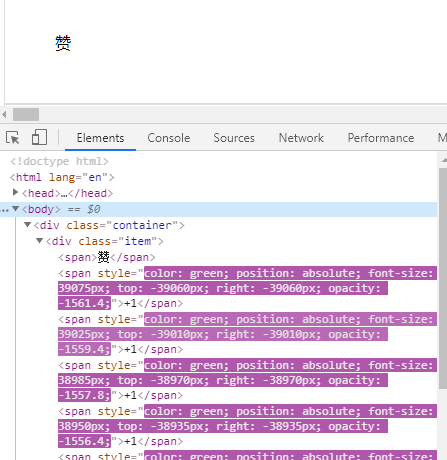 赞
Elements Console Sources Network Performance M
<!doctype html>
<html lang="en">
<head>…</head>
<body> == $0
<div class="container">
<div class="item">
<span>赞</span>
<span style="color: green; position: absolute; font-size:
39075px; top: -39060px; right: -39060px; opacity:
-1561.4;">+1</span>
<span style="color: green; position: absolute; font-size:
39025px; top: -39010px; right: -39010px; opacity:
-1559.4;">+1</span>
<span style="color: green; position: absolute; font-size:
38985px; top: -38970px; right: -38970px; opacity:
-1557.8;">+1</span>
<span style="color: green; position: absolute; font-size:
38950px; top: -38935px; right: -38935px; opacity:
-1556.4;">+1</span>
<span style="color: green; position: absolute; font-size: